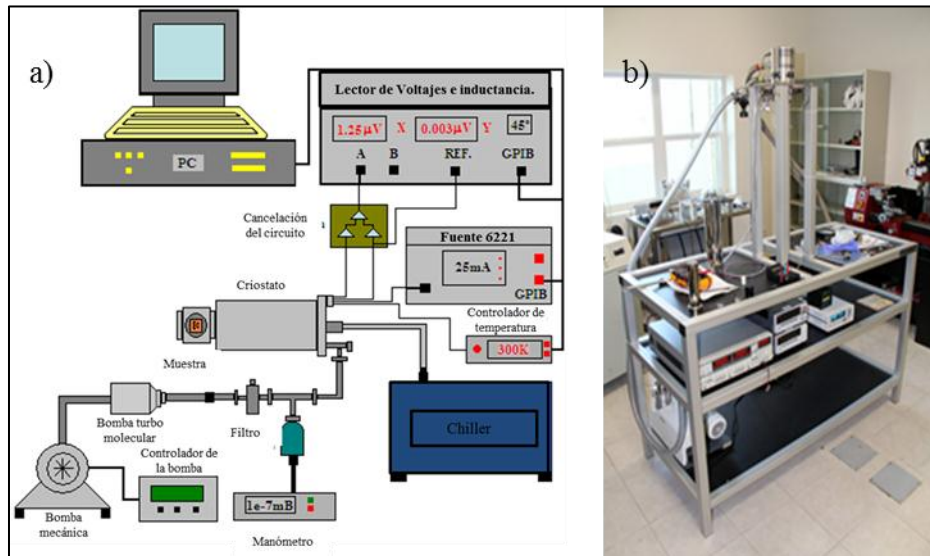 a)
b)
Lector de Voltajes e inductancia.
1.25µV X 0.003µV Y 45°
A B REF. GPIB
PC
Cancelación
del circuito
Fuente 6221
25mA
GPIB
Criostato
Controlador de
temperatura
300K
Muestra
Bomba turbo
molecular
Filtro
Chiller
Controlador de
la bomba
1e-7mB
Bomba
mecánica
Manómetro